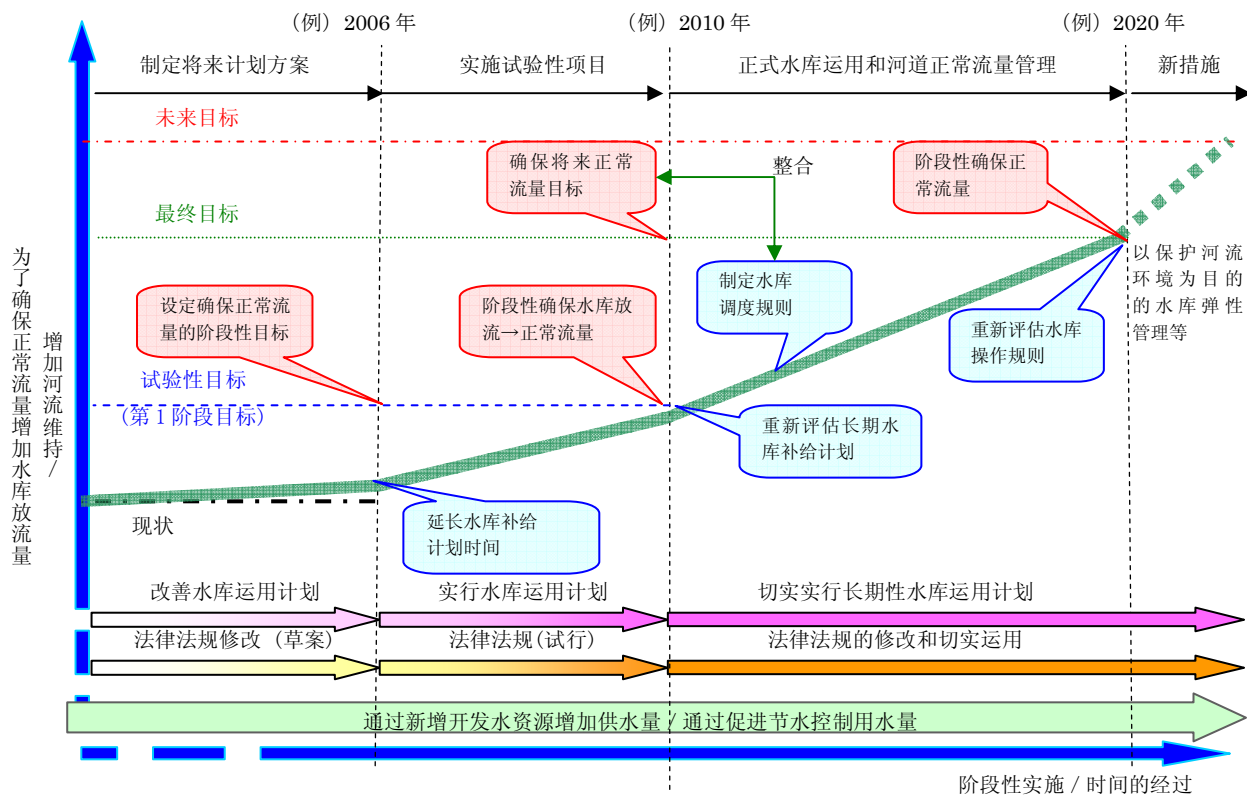 （例）2006 年
（例）2010 年
（例）2020 年
制定将来计划方案
实施试验性项目
正式水库运用和河道正常流量管理
新措施
未来目标
确保将来正常
流量目标
整合
阶段性确保正
常流量
最终目标
为了确保正常流量增加水库放流量
增加河流维持/
设定确保正常流
量的阶段性目标
阶段性确保水库放
流→正常流量
制定水库
调度规则
重新评估水库
操作规则
以保护河流
环境为目的
的水库弹性
管理等
试验性目标
(第 1 阶段目标)
重新评估长期水
库补给计划
现状
延长水库补给
计划时间
改善水库运用计划
实行水库运用计划
切实实行长期性水库运用计划
法律法规修改（草案）
法律法规(试行)
法律法规的修改和切实运用
通过新增开发水资源增加供水量 / 通过促进节水控制用水量
阶段性实施 / 时间的经过